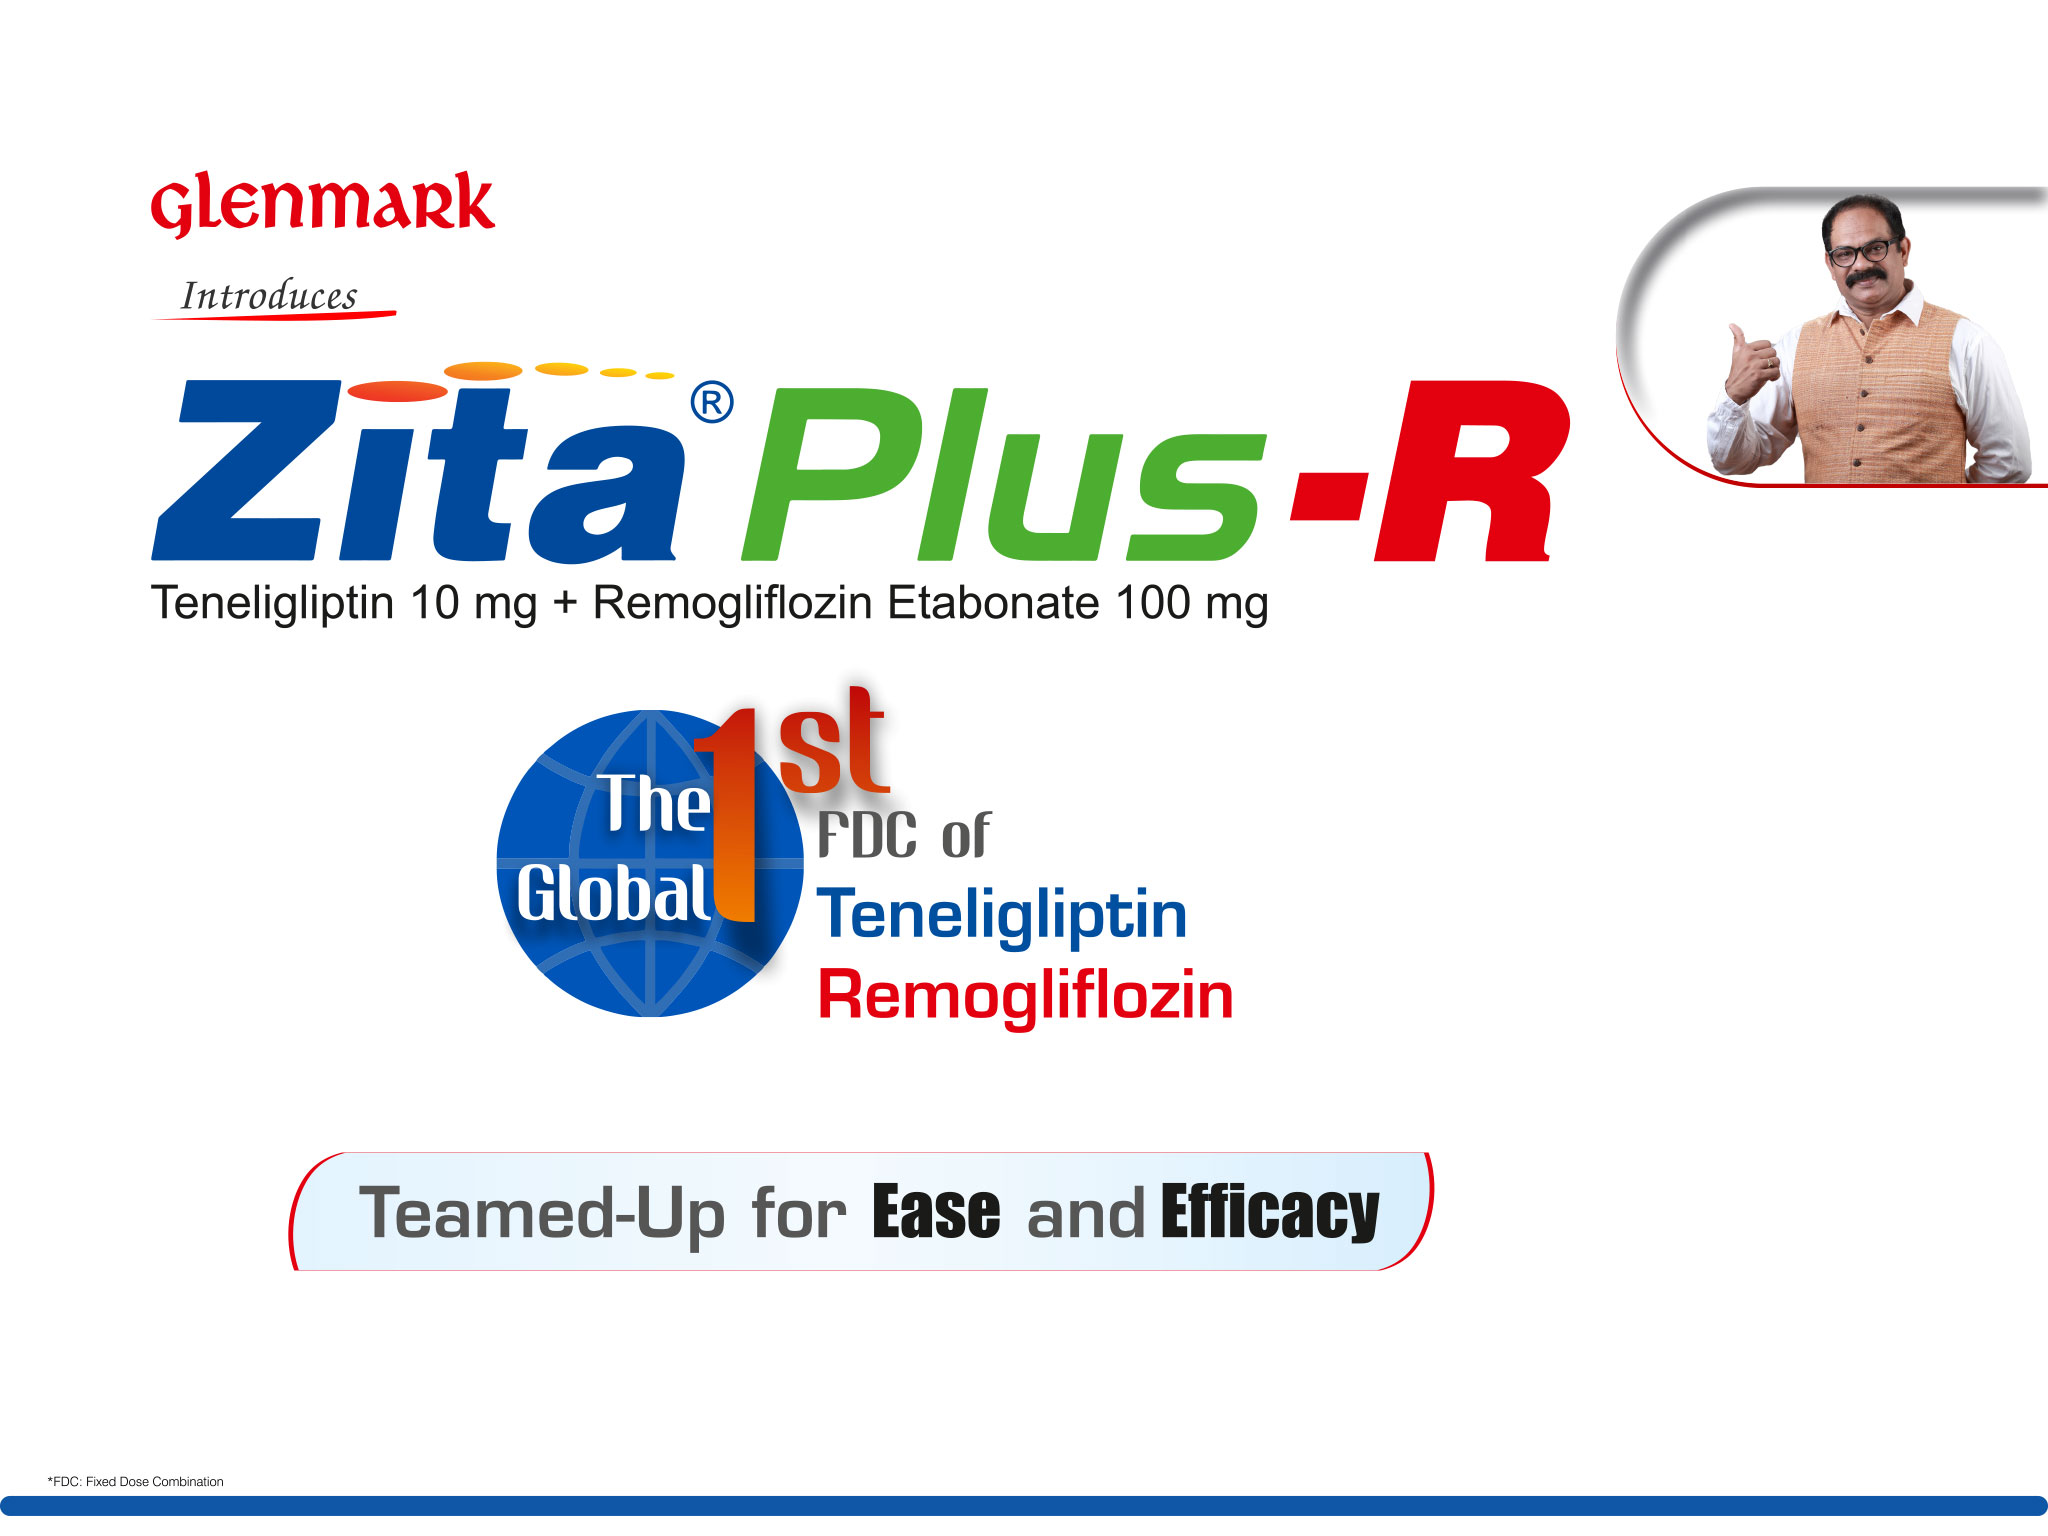 Glenmark
Introduces
Zita® Plus-R
Teneligliptin 10 mg + Remogliflozin Etabonate 100 mg
The Global 1st
FDC of
Teneligliptin
Remogliflozin
Teamed-Up for Ease and Efficacy
*FDC: Fixed Dose Combination